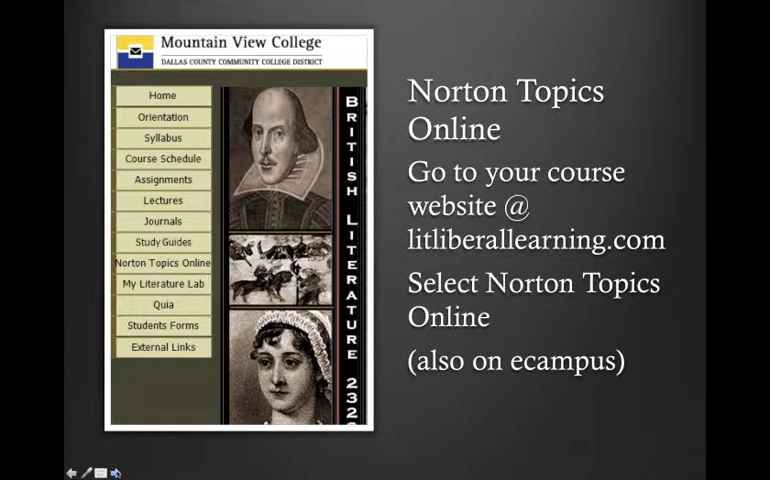 Mountain View College
DALLAS COUNTY COMMUNITY COLLEGE DISTRICT
Home
Orientation
Syllabus
Course Schedule
Assignments
Lectures
Journals
Study Guides
Norton Topics Online
My Literature Lab
Quia
Students Forms
External Links
BRITISH LITERATURE 232
Norton Topics
Online
Go to your course
website @
litliberallearning.com
Select Norton Topics
Online
(also on ecampus)